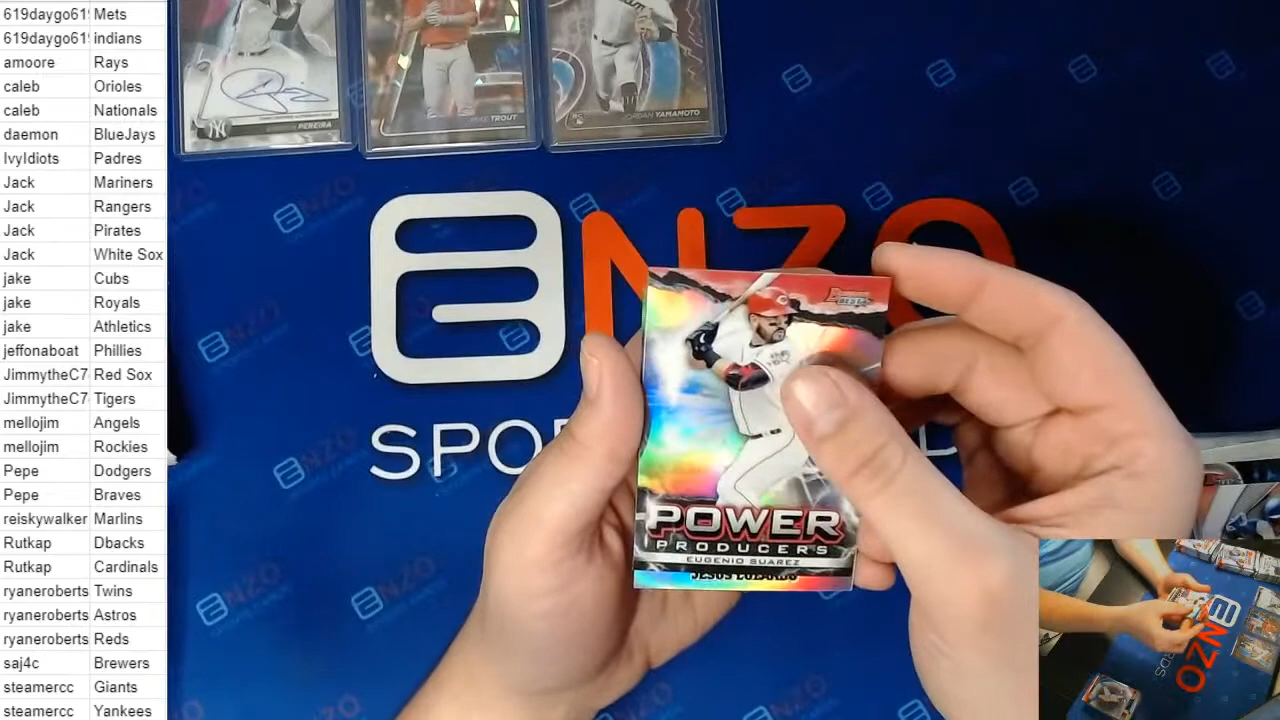 619daygo61 Mets
619daygo61 indians
amoore Rays
caleb Orioles
caleb Nationals
daemon BlueJays
IvyIdiots Padres
Jack Mariners
Jack Rangers
Jack Pirates
Jack White Sox
jake Cubs
jake Royals
jake Athletics
jeffonaboat Phillies
JimmytheC7 Red Sox
JimmytheC7 Tigers
mellojim Angels
mellojim Rockies
Pepe Dodgers
Pepe Braves
reiskywalker Marlins
Rutkap Dbacks
Rutkap Cardinals
ryaneroberts Twins
ryaneroberts Astros
ryaneroberts Reds
saj4c Brewers
steamercc Giants
steamercc Yankees
PEREIRA
MIKE TROUT
JORDAN YAMAMOTO
ENZO
SPO
POWER
PRODUCERS
EUGENIO SUAREZ